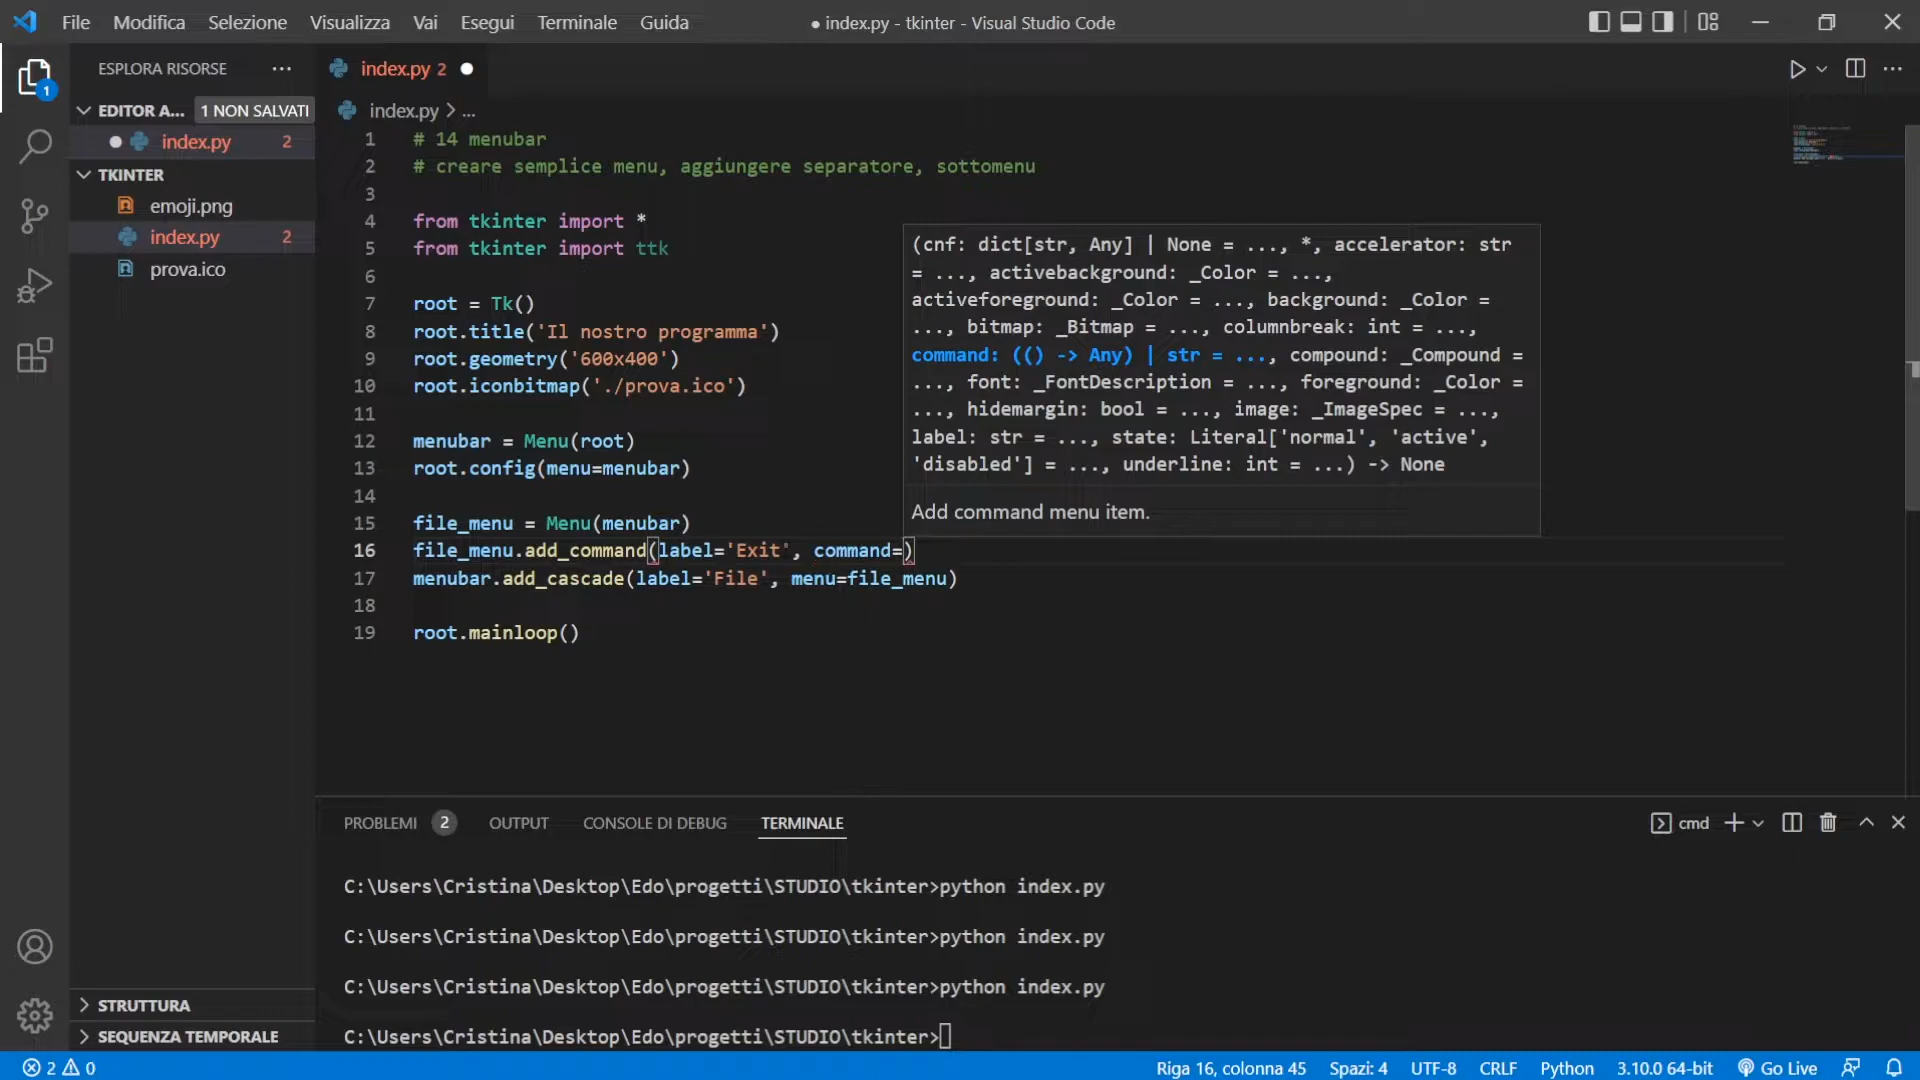 File Modifica Selezione Visualizza Vai Esegui Terminale Guida
● index.py - tkinter - Visual Studio Code
ESPLORA RISORSE ...
EDITOR A... 1 NON SALVATI
index.py 2
TKINTER
emoji.png
index.py 2
prova.ico
STRUTTURA
SEQUENZA TEMPORALE
1
index.py 2
index.py > ...
1 # 14 menubar
2 # creare semplice menu, aggiungere separatore, sottomenu
3
4 from tkinter import *
5 from tkinter import ttk
6
7 root = Tk()
8 root.title('Il nostro programma')
9 root.geometry('600x400')
10 root.iconbitmap('./prova.ico')
11
12 menubar = Menu(root)
13 root.config(menu=menubar)
14
15 file_menu = Menu(menubar)
16 file_menu.add_command(label='Exit', command=)
17 menubar.add_cascade(label='File', menu=file_menu)
18
19 root.mainloop()
(cnf: dict[str, Any] | None = ..., *, accelerator: str
= ..., activebackground: _Color = ...,
activeforeground: _Color = ..., background: _Color =
..., bitmap: _Bitmap = ..., columnbreak: int = ...,
command: (() -> Any) | str = ..., compound: _Compound =
..., font: _FontDescription = ..., foreground: _Color =
..., hidemargin: bool = ..., image: _ImageSpec = ...,
label: str = ..., state: Literal['normal', 'active',
'disabled'] = ..., underline: int = ...) -> None
Add command menu item.
PROBLEMI 2 OUTPUT CONSOLE DI DEBUG TERMINALE
cmd
C:\Users\Cristina\Desktop\Edo\progetti\STUDIO\tkinter>python index.py
C:\Users\Cristina\Desktop\Edo\progetti\STUDIO\tkinter>python index.py
C:\Users\Cristina\Desktop\Edo\progetti\STUDIO\tkinter>python index.py
C:\Users\Cristina\Desktop\Edo\progetti\STUDIO\tkinter>
2 0
Riga 16, colonna 45 Spazi: 4 UTF-8 CRLF Python 3.10.0 64-bit Go Live